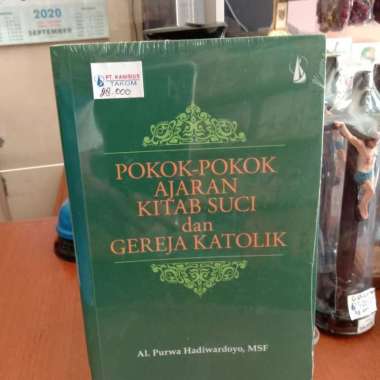 2020
SEPTEMBER
PT. KANISIUS
TAKOM
98.000
POKOK-POKOK
AJARAN
KITAB SUCI
dan
GEREJA KATOLIK
Al. Purwa Hadiwardoyo, MSF